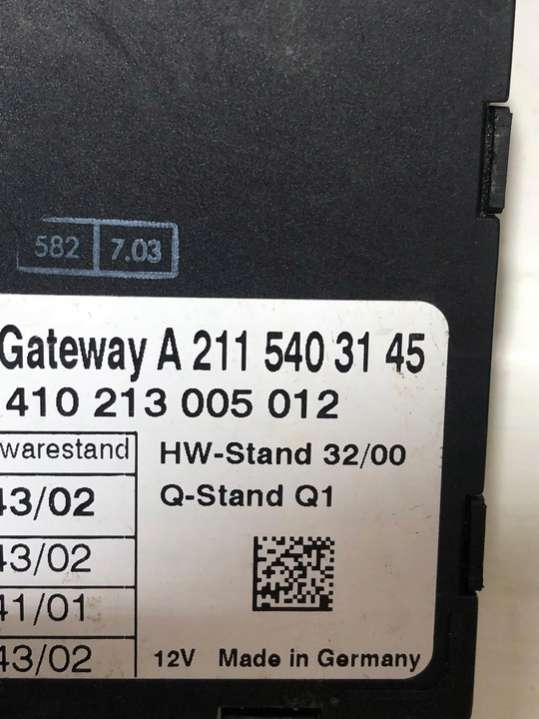 582 7.03
Gateway A 211 540 31 45
410 213 005 012
warestand HW-Stand 32/00
43/02 Q-Stand Q1
43/02
41/01
43/02 12V Made in Germany